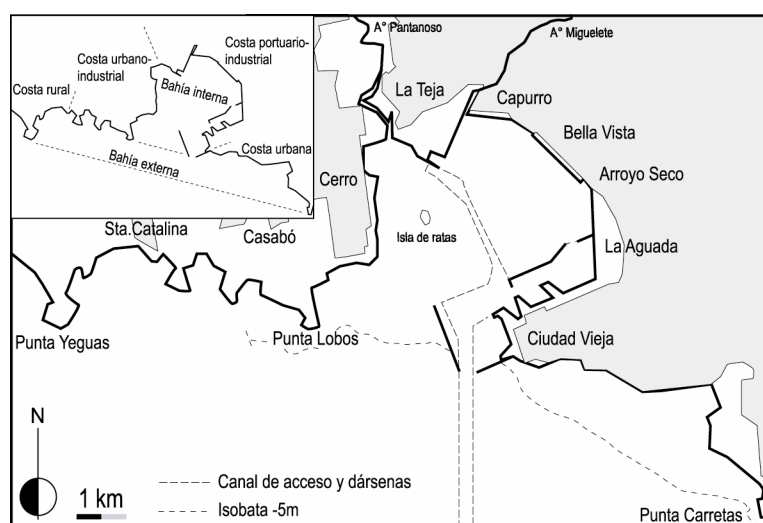 Costa portuario-
industrial
Costa urbano-
industrial
Costa rural
Bahía interna
Costa urbana
Bahía externa
A° Pantanoso
A° Miguelete
La Teja
Capurro
Bella Vista
Arroyo Seco
Cerro
Isla de ratas
La Aguada
Sta.Catalina
Casabó
Punta Yeguas
Punta Lobos
Ciudad Vieja
N
1 km
Canal de acceso y dársenas
Isobata -5m
Punta Carretas